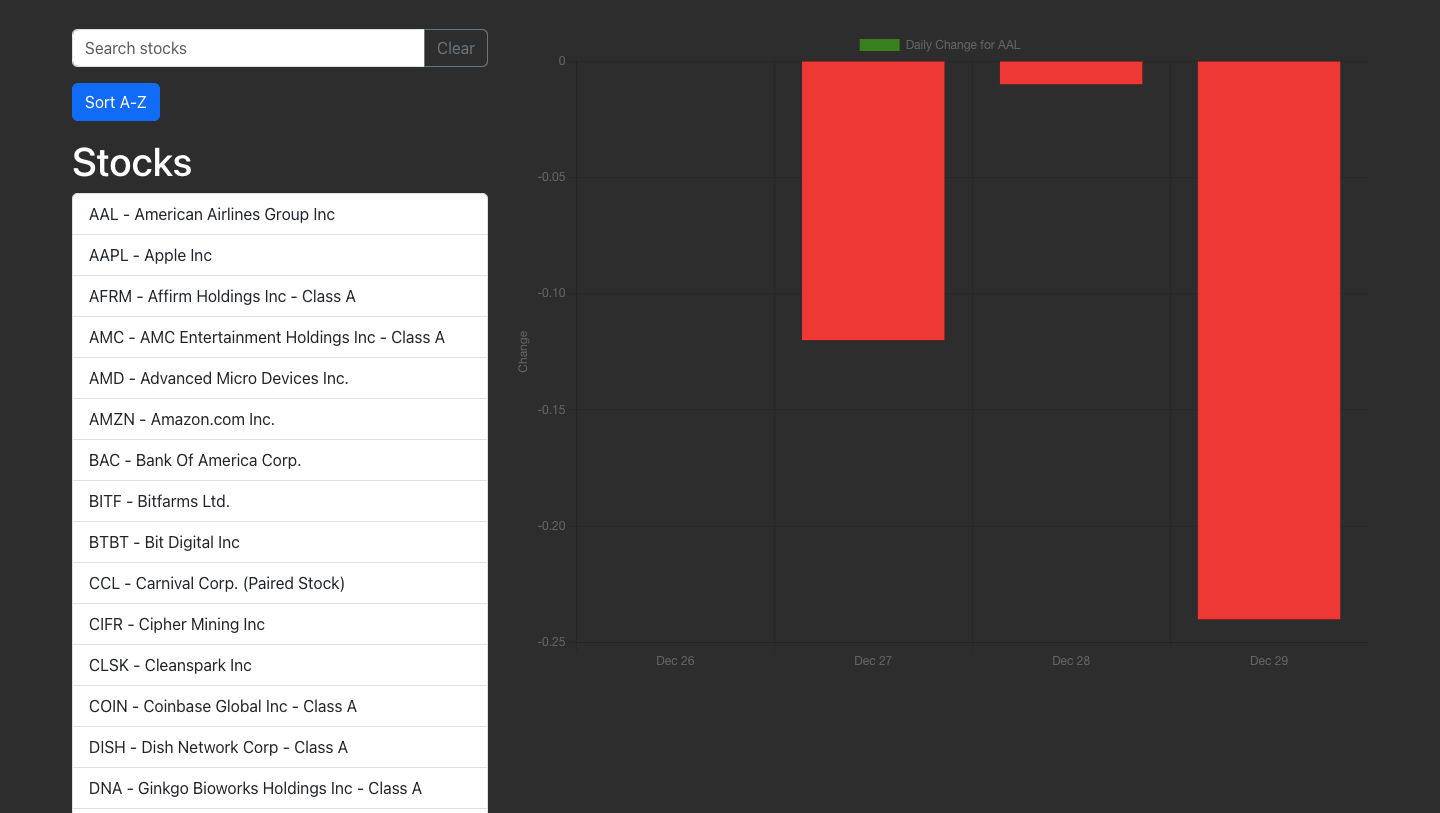 Search stocks
Clear
Sort A-Z
Stocks
AAL - American Airlines Group Inc
AAPL - Apple Inc
AFRM - Affirm Holdings Inc - Class A
AMC - AMC Entertainment Holdings Inc - Class A
AMD - Advanced Micro Devices Inc.
AMZN - Amazon.com Inc.
BAC - Bank Of America Corp.
BITF - Bitfarms Ltd.
BTBT - Bit Digital Inc
CCL - Carnival Corp. (Paired Stock)
CIFR - Cipher Mining Inc
CLSK - Cleanspark Inc
COIN - Coinbase Global Inc - Class A
DISH - Dish Network Corp - Class A
DNA - Ginkgo Bioworks Holdings Inc - Class A
Daily Change for AAL
Change
0
-0.05
-0.10
-0.15
-0.20
-0.25
Dec 26
Dec 27
Dec 28
Dec 29